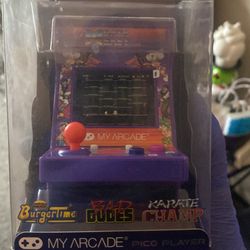 MY ARCADE®
BURGERTIME
BAD DUDES
KARATE CHAMP
MY ARCADE® PICO PLAYER